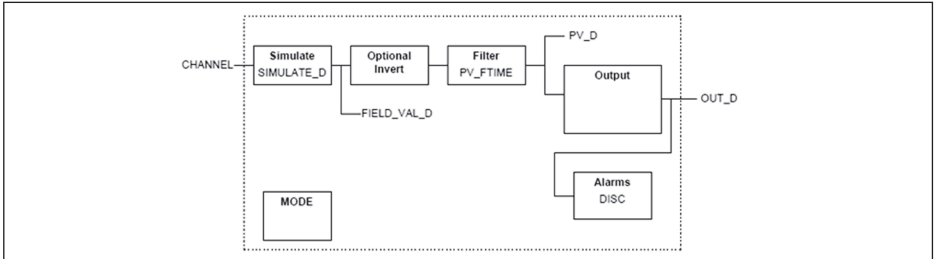 PV_D
CHANNEL
Simulate
SIMULATE_D
Optional
Invert
Filter
PV_FTIME
Output
OUT_D
FIELD_VAL_D
Alarms
DISC
MODE